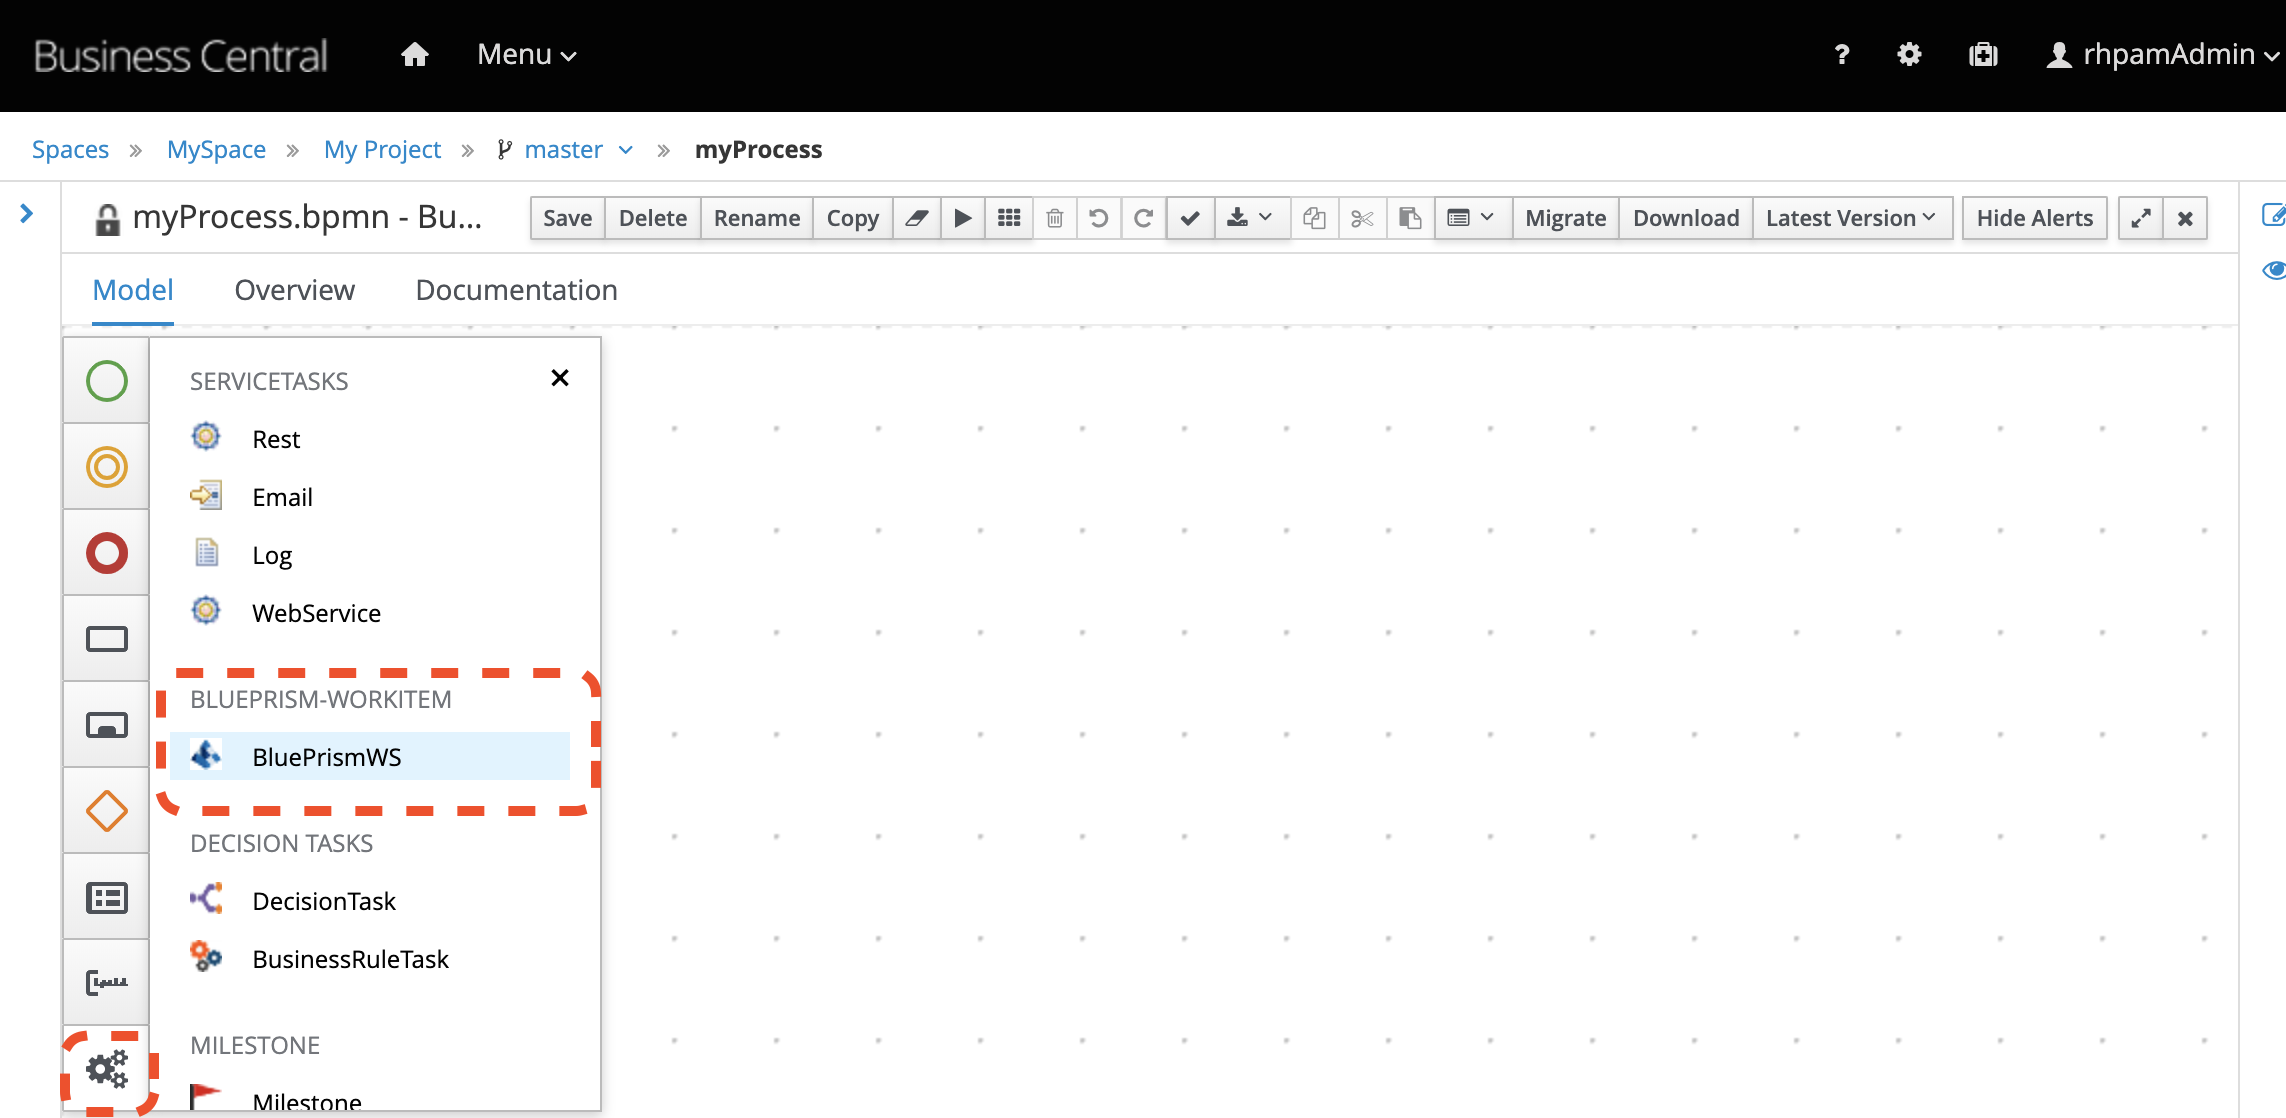 Business Central Menu ? rhpamAdmin
Spaces » MySpace » My Project » master » myProcess
myProcess.bpmn - Bu... Save Delete Rename Copy Migrate Download Latest Version Hide Alerts
Model Overview Documentation
SERVICETASKS
Rest
Email
Log
WebService
BLUEPRISM-WORKITEM
BluePrismWS
DECISION TASKS
DecisionTask
BusinessRuleTask
MILESTONE
Milestone